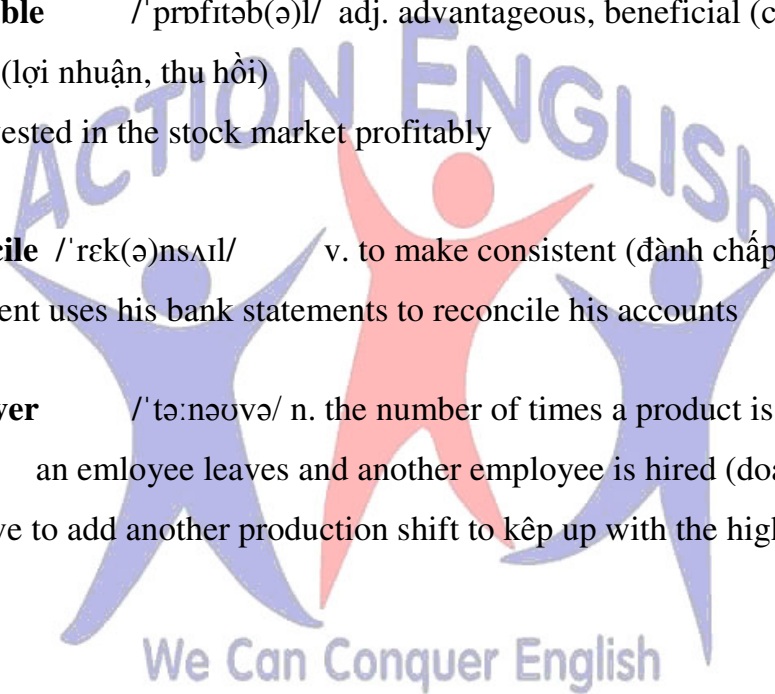 ble /ˈprɒfɪtəb(ə)l/ adj. advantageous, beneficial (c
(lợi nhuận, thu hồi)
vested in the stock market profitably
cile /ˈrɛk(ə)nsʌɪl/ v. to make consistent (đành chấp
ent uses his bank statements to reconcile his accounts
ver /ˈtəːnəʊvə/ n. the number of times a product is
an emloyee leaves and another employee is hired (doa
ve to add another production shift to kêp up with the high
ACTION ENGLISH
We Can Conquer English